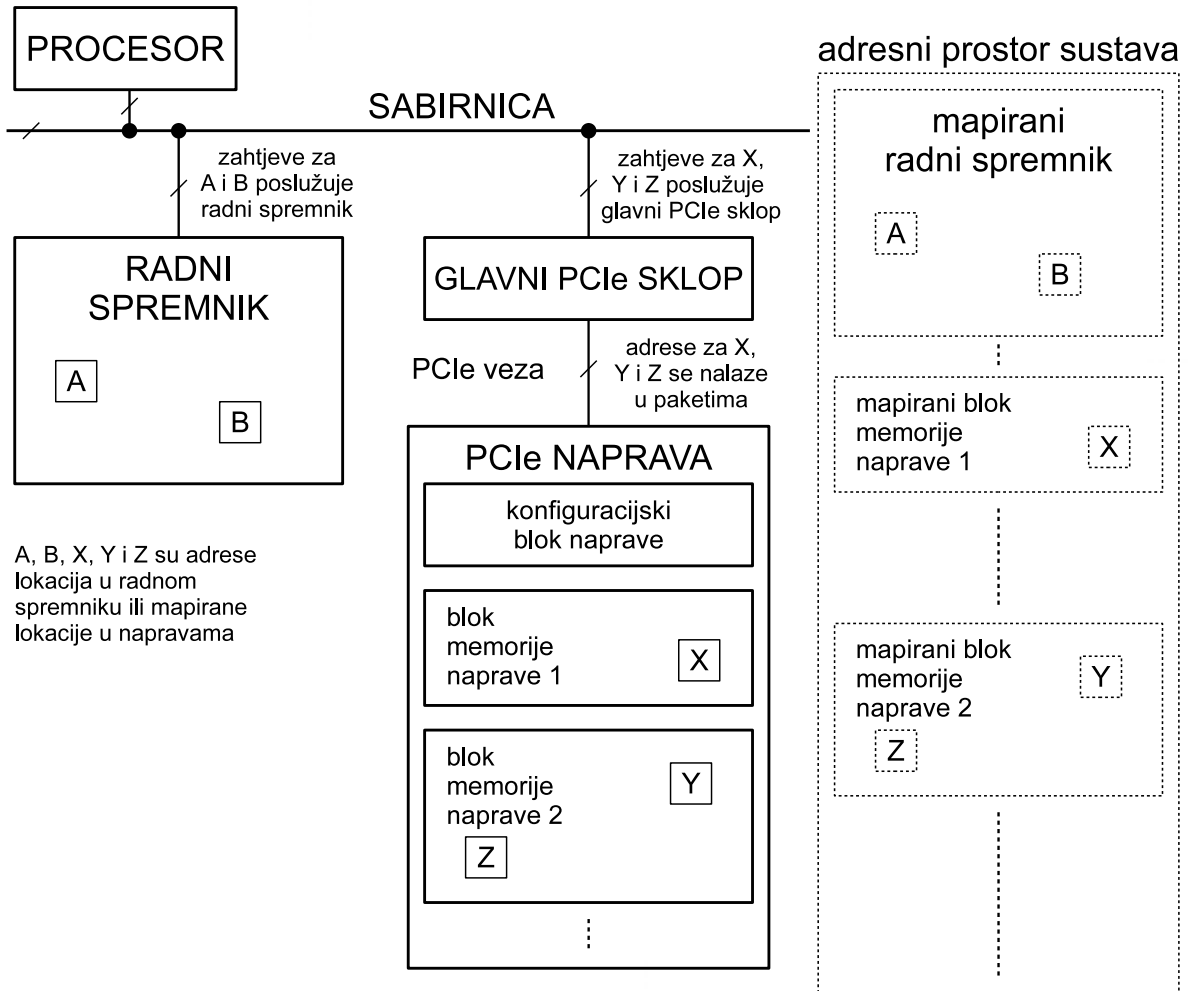 PROCESOR
SABIRNICA
zahtjeve za
A i B poslužuje
radni spremnik
zahtjeve za X,
Y i Z poslužuje
glavni PCIe sklop
RADNI
SPREMNIK
A
B
GLAVNI PCIe SKLOP
PCIe veza
adrese za X,
Y i Z se nalaze
u paketima
PCIe NAPRAVA
konfiguracijski
blok naprave
blok
memorije
naprave 1
X
blok
memorije
naprave 2
Y
Z
A, B, X, Y i Z su adrese
lokacija u radnom
spremniku ili mapirane
lokacije u napravama
adresni prostor sustava
mapirani
radni spremnik
A
B
mapirani blok
memorije
naprave 1
X
mapirani blok
memorije
naprave 2
Y
Z